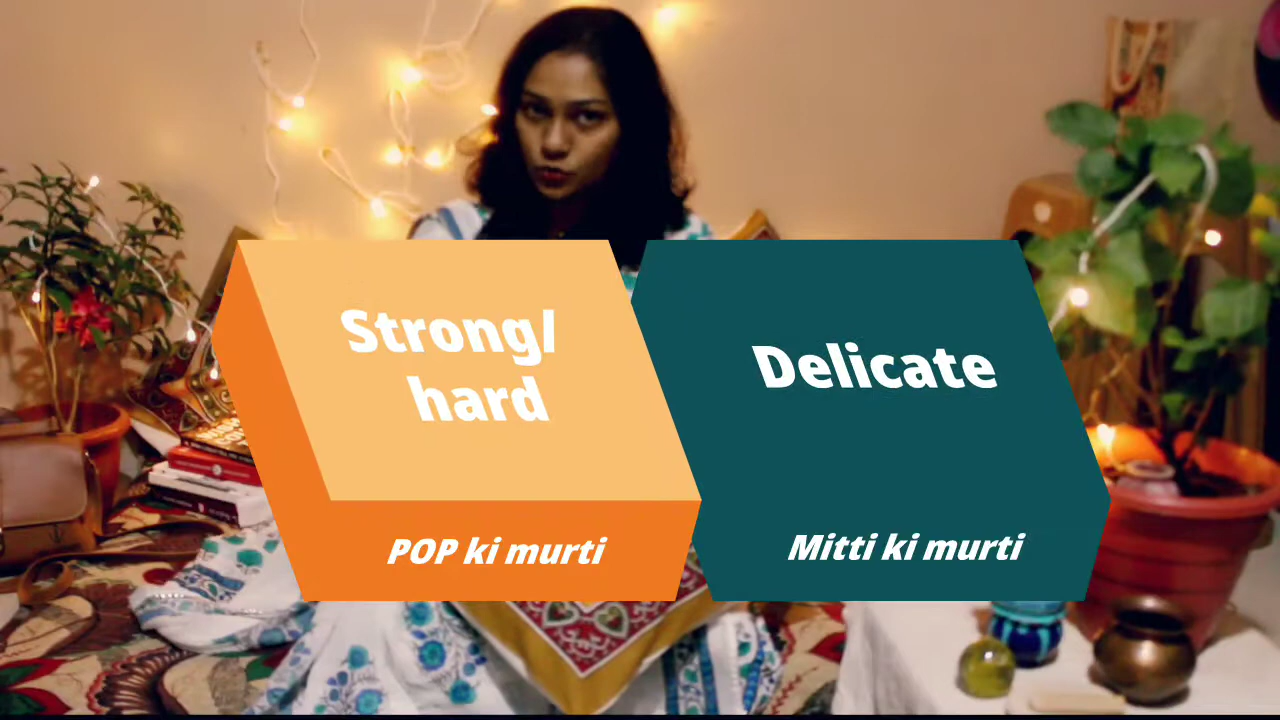 Strong/
hard
Delicate
POP ki murti
Mitti ki murti